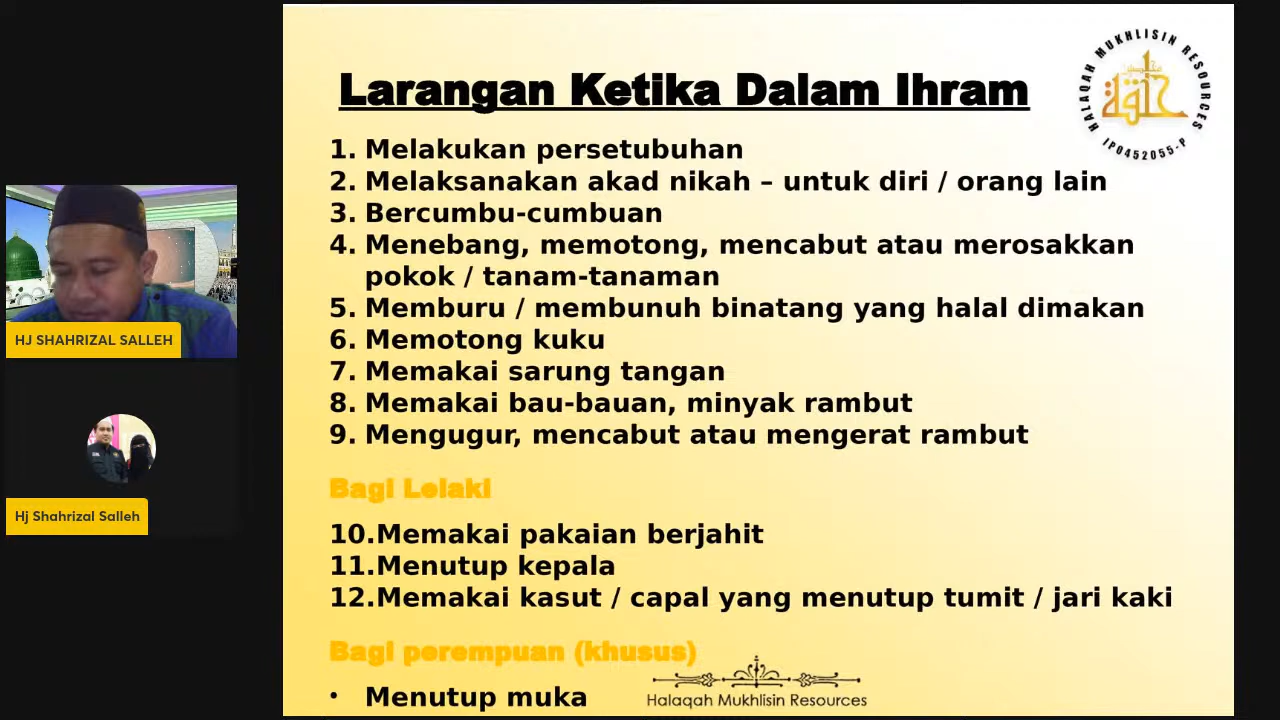 Larangan Ketika Dalam Ihram
HALAQAH MUKHLISIN RESOURCES
IP0452055-P
1. Melakukan persetubuhan
2. Melaksanakan akad nikah – untuk diri / orang lain
3. Bercumbu-cumbuan
4. Menebang, memotong, mencabut atau merosakkan
pokok / tanam-tanaman
5. Memburu / membunuh binatang yang halal dimakan
6. Memotong kuku
7. Memakai sarung tangan
8. Memakai bau-bauan, minyak rambut
9. Mengugur, mencabut atau mengerat rambut
Bagi Lelaki
10.Memakai pakaian berjahit
11.Menutup kepala
12.Memakai kasut / capal yang menutup tumit / jari kaki
Bagi perempuan (khusus)
• Menutup muka
Halaqah Mukhlisin Resources
HJ SHAHRIZAL SALLEH
Hj Shahrizal Salleh